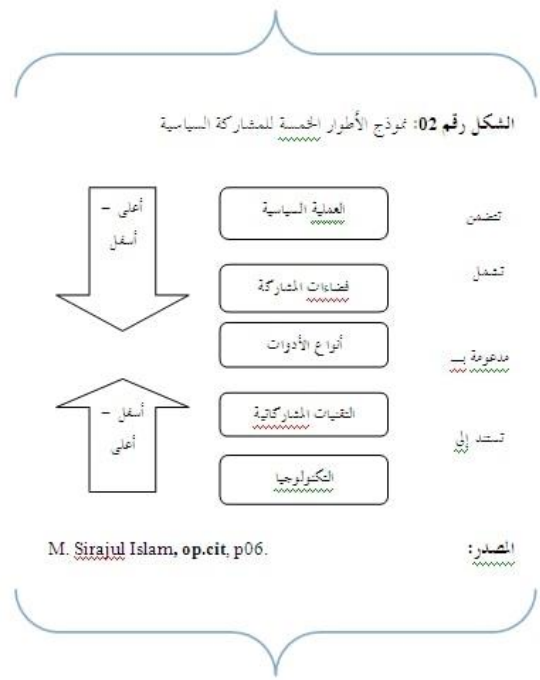 الشكل رقم 02: نموذج الأطوار الخمسة للمشاركة السياسية
تتضمن
العملية السياسية
أعلى –
أسفل
تشمل
فضاءات المشاركة
أنواع الأدوات
مدعومة بـــ
التقنيات المشاركاتية
أسفل –
أعلى
تستند إلى
التكنولوجيا
المصدر:
M. Sirajul Islam, op.cit, p06.